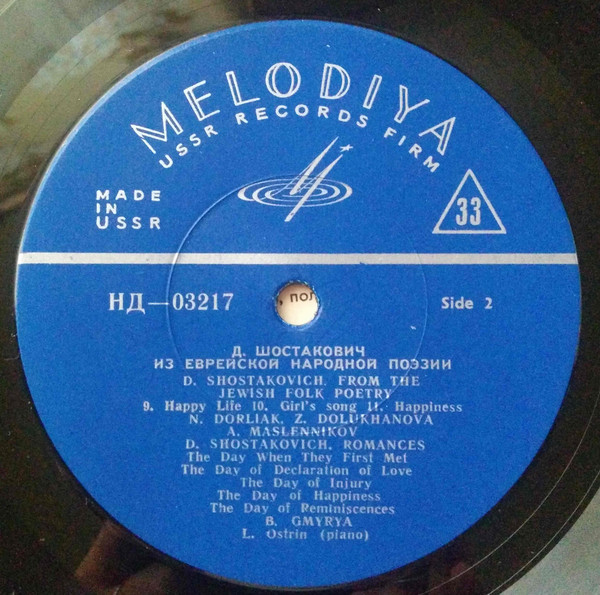 MELODIYA
USSR RECORDS FIRM
MADE
IN
USSR
33
НД—03217
Side 2
Д. ШОСТАКОВИЧ
ИЗ ЕВРЕЙСКОЙ НАРОДНОЙ ПОЭЗИИ
D. SHOSTAKOVICH. FROM THE
JEWISH FOLK POETRY
9. Happy Life 10. Girl's song 11. Happiness
N. DORLIAK, Z. DOLUKHANOVA
A. MASLENNIKOV
D. SHOSTAKOVICH. ROMANCES
The Day When They First Met
The Day of Declaration of Love
The Day of Injury
The Day of Happiness
The Day of Reminiscences
B. GMYRYA
L. Ostrin (piano)